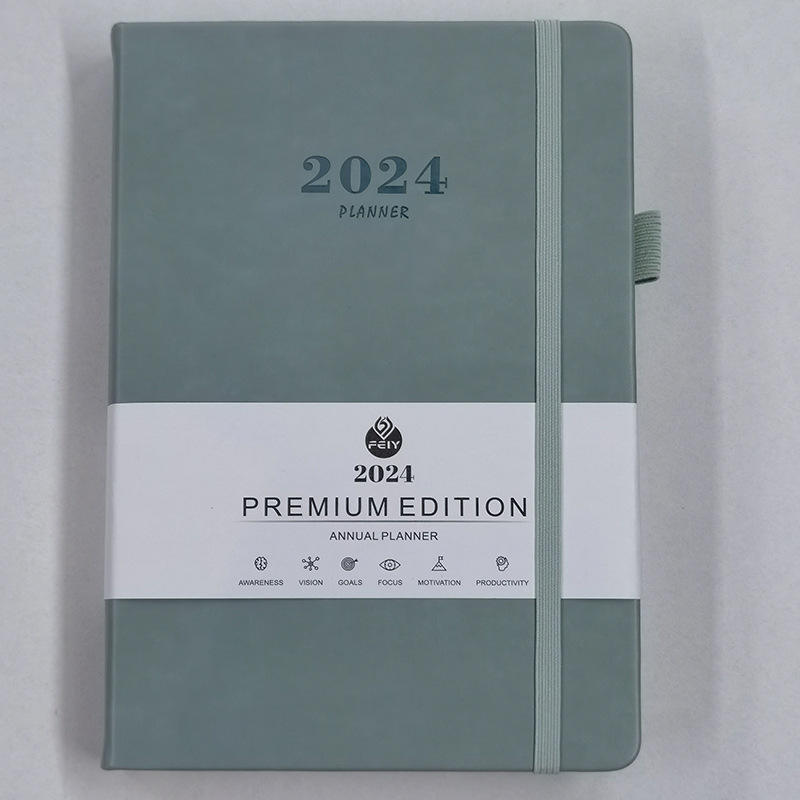 2024
PLANNER
FEIY
2024
PREMIUM EDITION
ANNUAL PLANNER
AWARENESS VISION GOALS FOCUS MOTIVATION PRODUCTIVITY